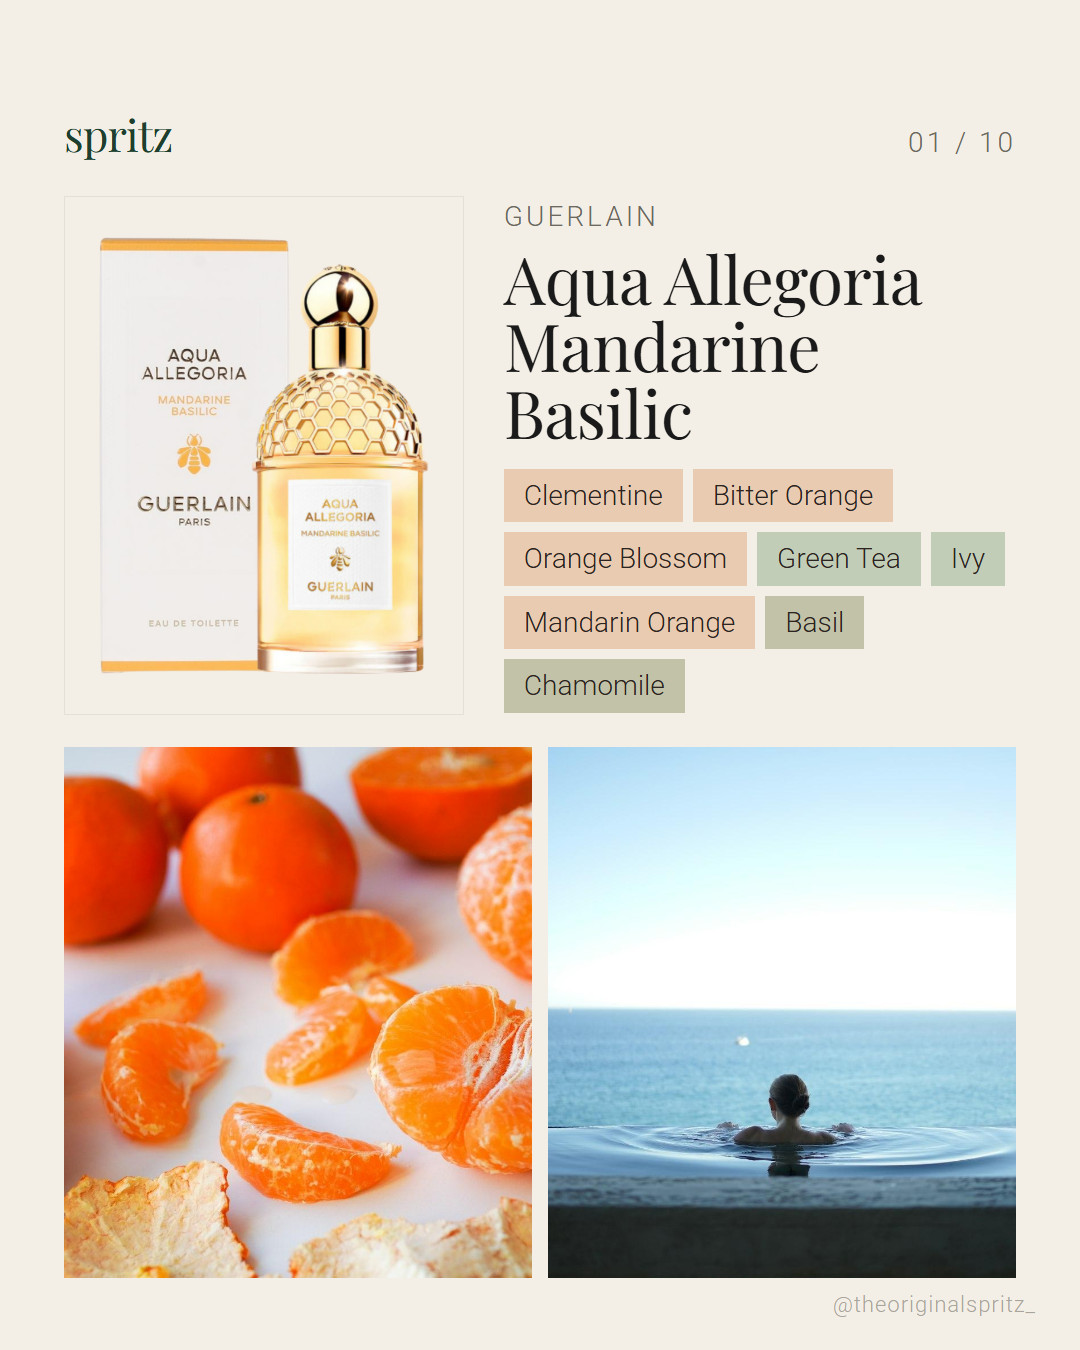 spritz
01 / 10
GUERLAIN
Aqua Allegoria
Mandarine
Basilic
Clementine
Bitter Orange
Orange Blossom
Green Tea
Ivy
Mandarin Orange
Basil
Chamomile
AQUA
ALLEGORIA
MANDARINE
BASILIC
GUERLAIN
PARIS
EAU DE TOILETTE
AQUA
ALLEGORIA
MANDARINE BASILIC
GUERLAIN
PARIS
@theoriginalspritz_